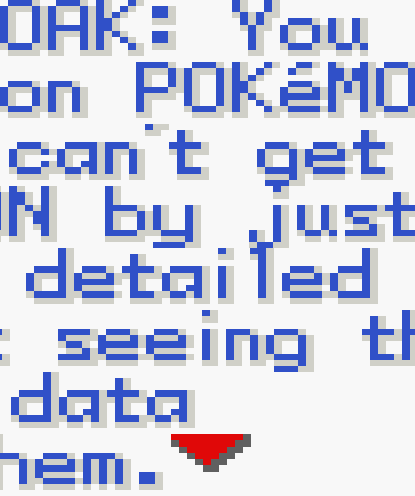 OAK: You
on POKéMO
can't get
N by just
detailed
seeing th
data
hem.